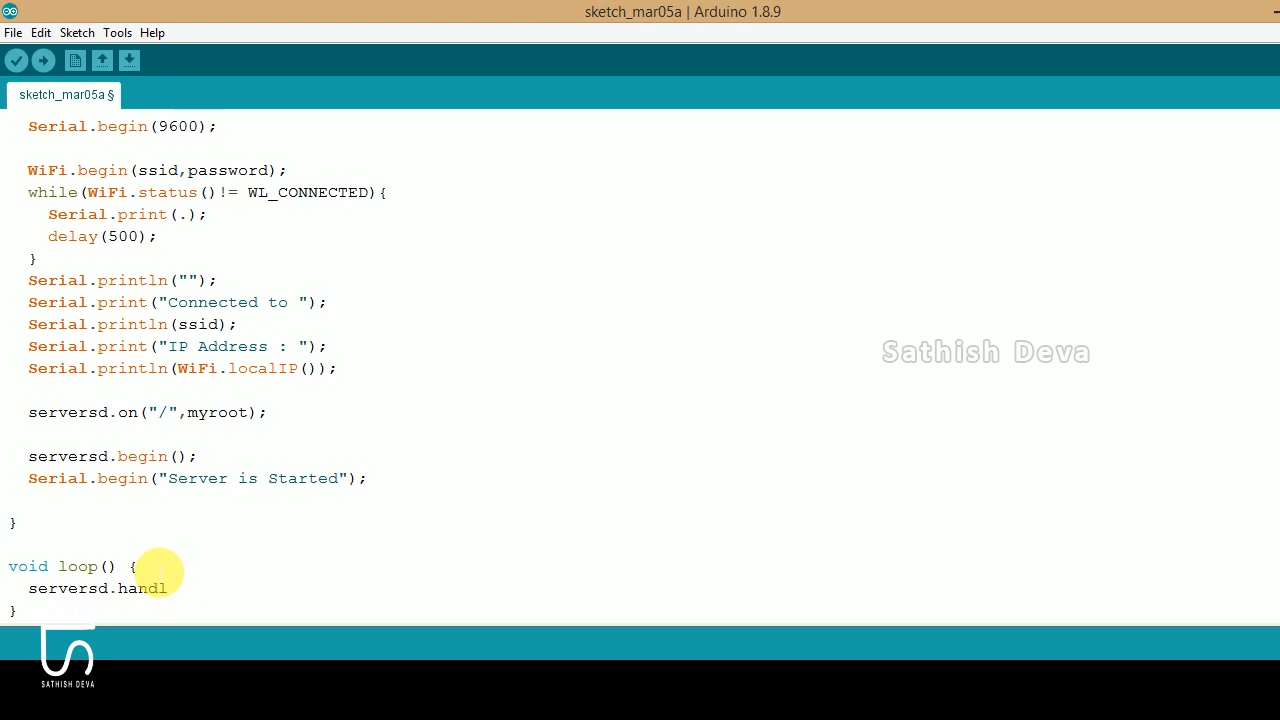 sketch_mar05a | Arduino 1.8.9
File Edit Sketch Tools Help
sketch_mar05a §
Serial.begin(9600);
WiFi.begin(ssid,password);
while(WiFi.status()!= WL_CONNECTED){
Serial.print(.);
delay(500);
}
Serial.println("");
Serial.print("Connected to ");
Serial.println(ssid);
Serial.print("IP Address : ");
Serial.println(WiFi.localIP());
serversd.on("/",myroot);
serversd.begin();
Serial.begin("Server is Started");
}
void loop() {
serversd.handl
}
Sathish Deva
SATHISH DEVA